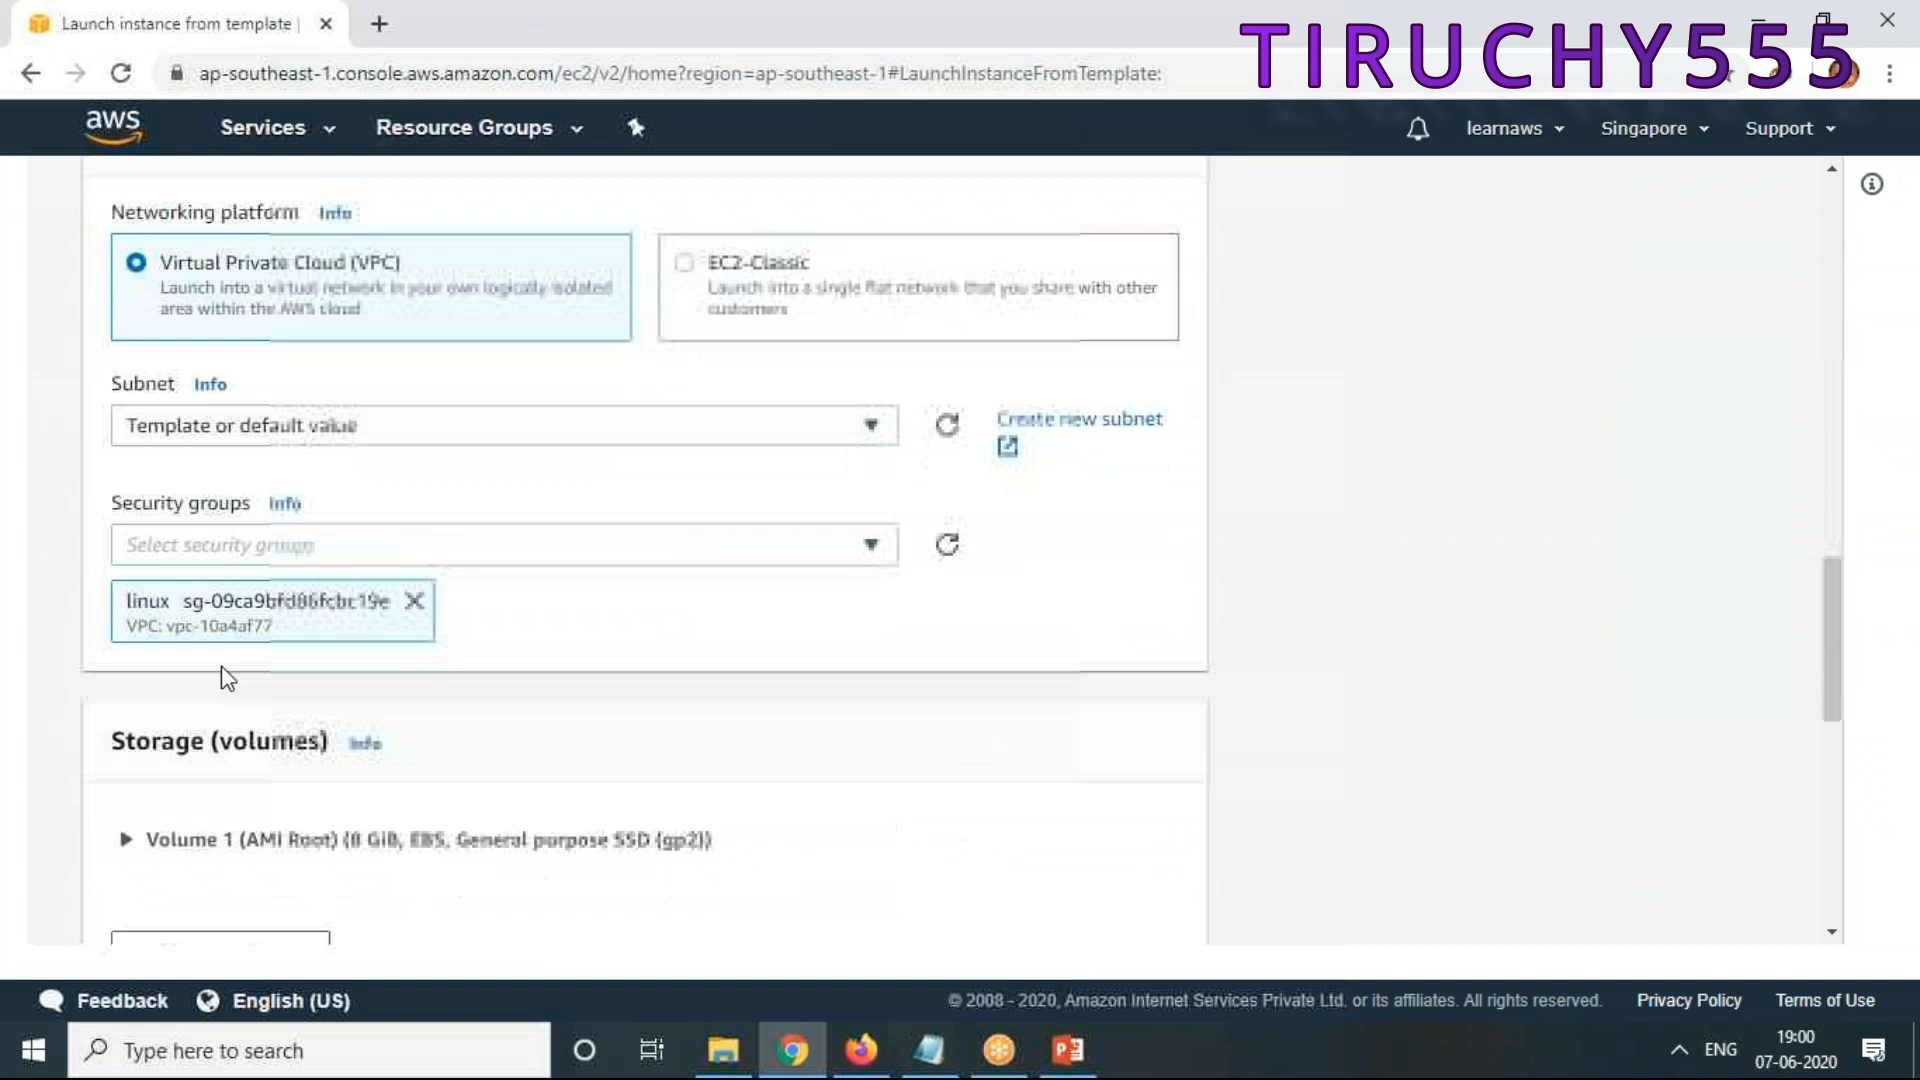 Launch instance from template |
TIRUCHY555
ap-southeast-1.console.aws.amazon.com/ec2/v2/home?region=ap-southeast-1#LaunchInstanceFromTemplate:
aws
Services
Resource Groups
learnaws
Singapore
Support
Networking platform Info
Virtual Private Cloud (VPC)
Launch into a virtual network in your own logically isolated
area within the AWS cloud
EC2-Classic
Launch into a single flat network that you share with other
customers
Subnet Info
Template or default value
Create new subnet
Security groups Info
Select security groups
linux sg-09ca9bfd86fcbc19e
VPC: vpc-10a4af77
Storage (volumes) Info
Volume 1 (AMI Root) (8 GiB, EBS, General purpose SSD (gp2))
Feedback
English (US)
© 2008 - 2020, Amazon Internet Services Private Ltd. or its affiliates. All rights reserved.
Privacy Policy
Terms of Use
Type here to search
ENG
19:00
07-06-2020